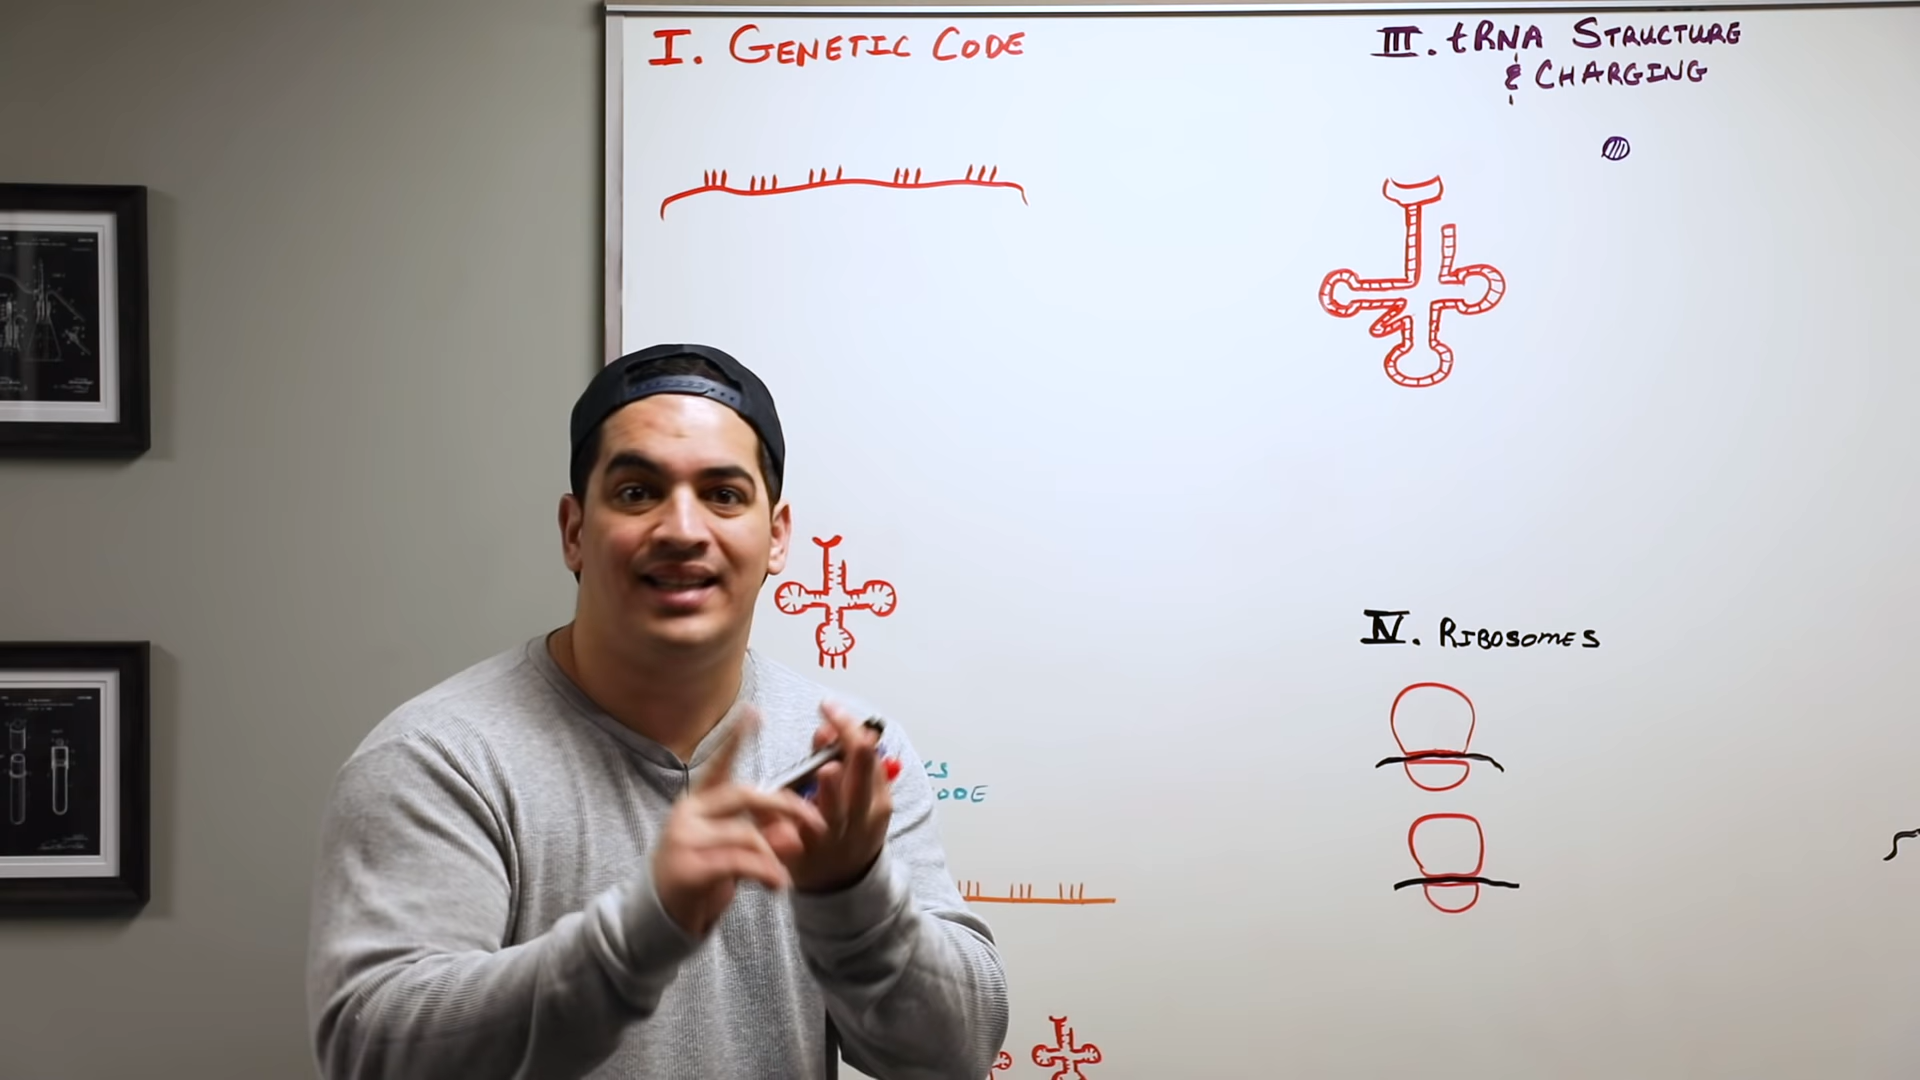 I. GENETIC CODE
III. tRNA STRUCTURE
& CHARGING
IV. RIBOSOMES